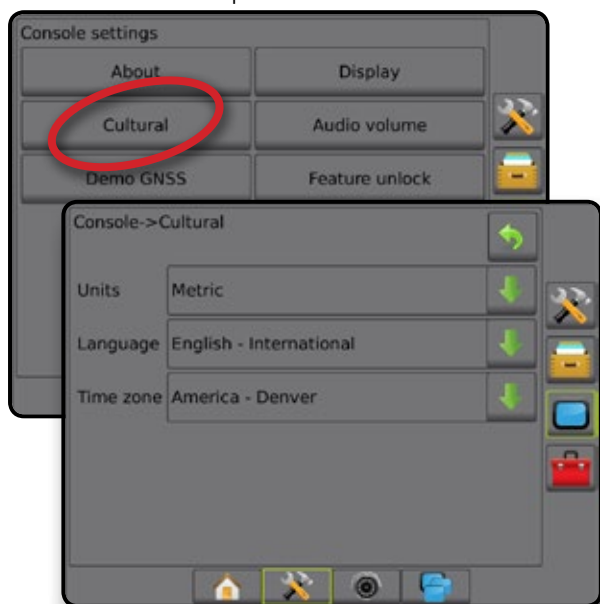 Console settings
About
Display
Cultural
Audio volume
Demo GNSS
Feature unlock
Console->Cultural
Units
Metric
Language
English - International
Time zone
America - Denver